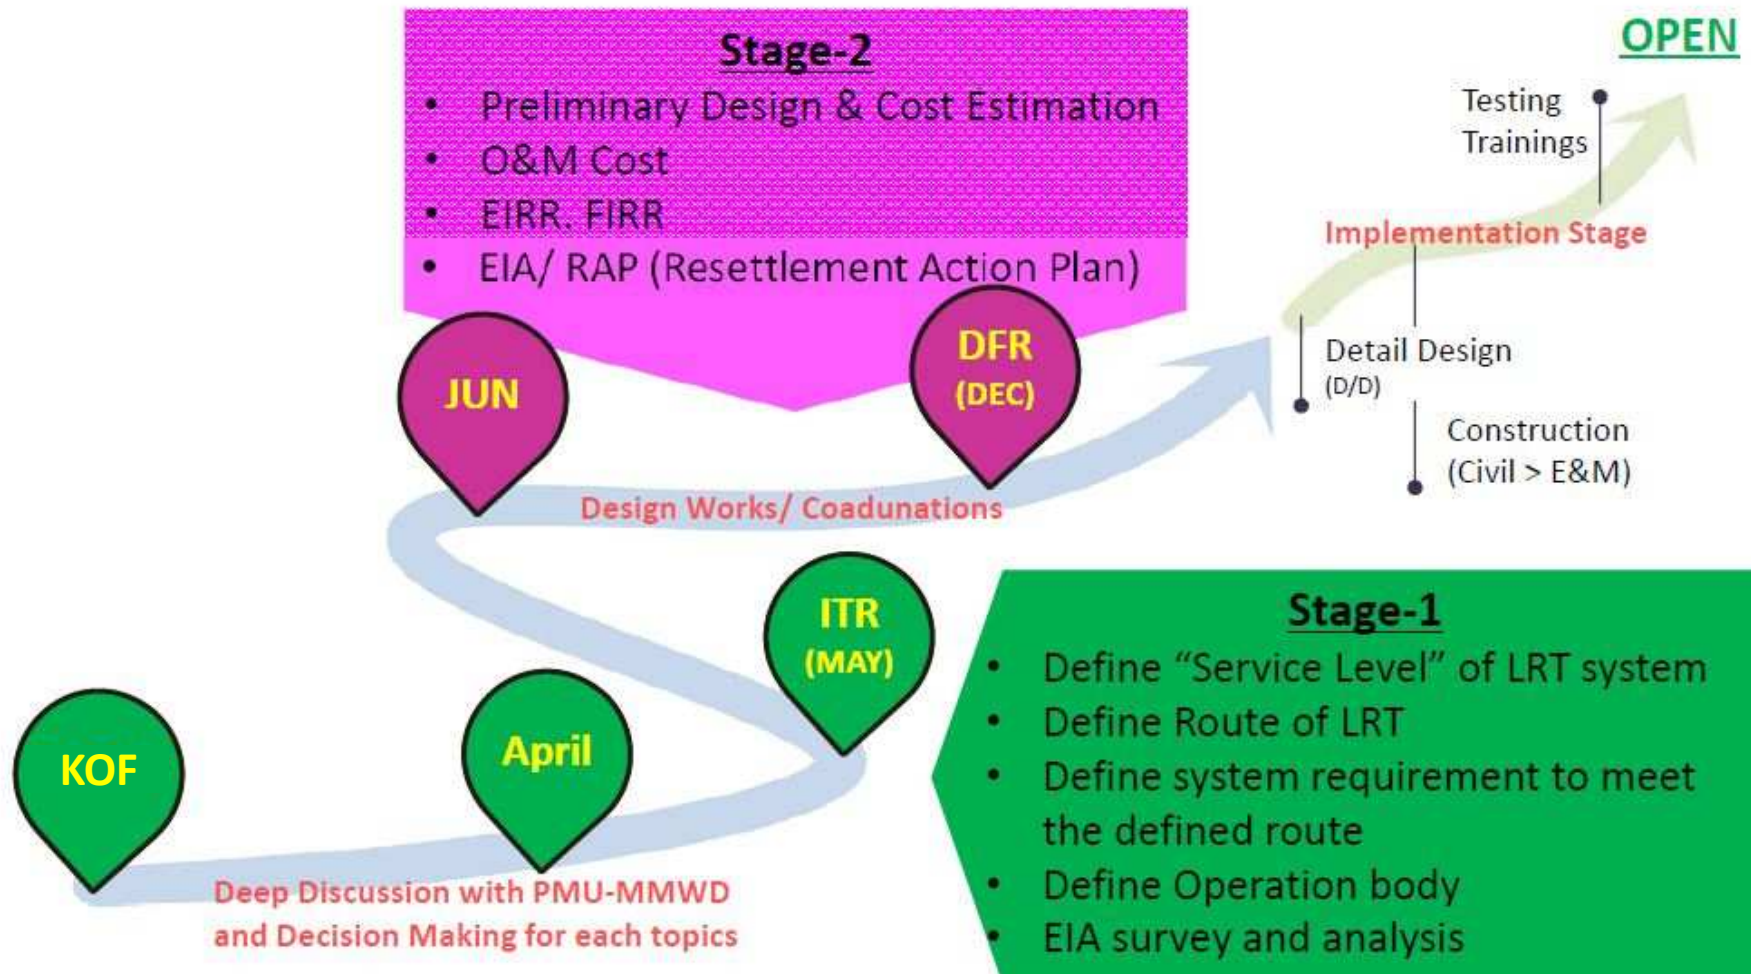 Stage-2
• Preliminary Design & Cost Estimation
• O&M Cost
• EIRR. FIRR
• EIA/ RAP (Resettlement Action Plan)
OPEN
Testing
Trainings
Implementation Stage
Detail Design
(D/D)
Construction
(Civil > E&M)
JUN
DFR
(DEC)
Design Works/ Coadunations
ITR
(MAY)
April
KOF
Deep Discussion with PMU-MMWD
and Decision Making for each topics
Stage-1
• Define “Service Level” of LRT system
• Define Route of LRT
• Define system requirement to meet
the defined route
• Define Operation body
• EIA survey and analysis